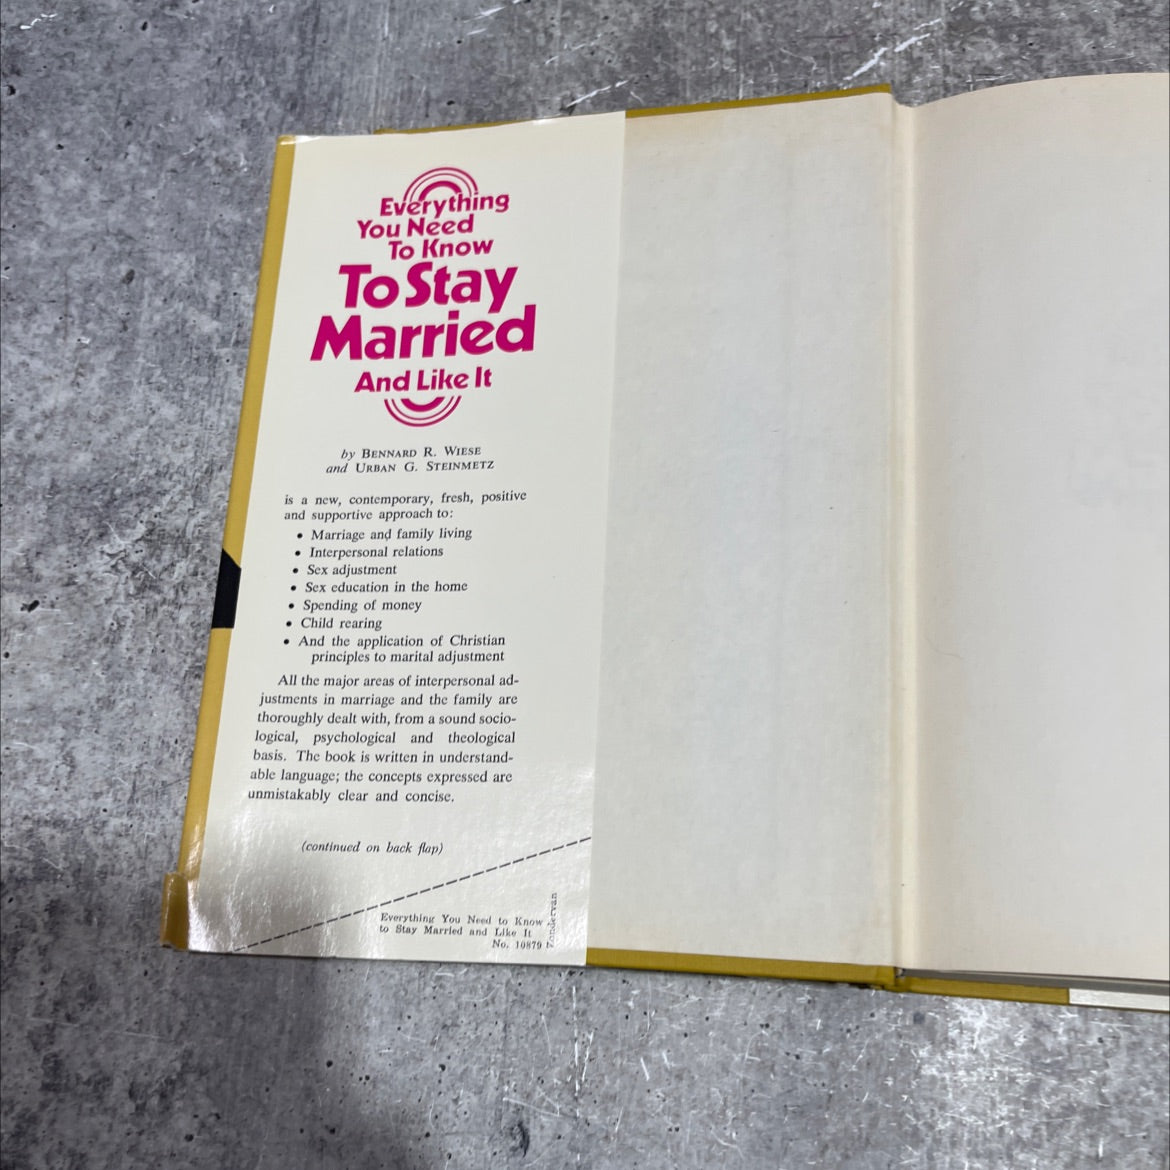 Everything
You Need
To Know
To Stay
Married
And Like It
by BENNARD R. WIESE
and URBAN G. STEINMETZ
is a new, contemporary, fresh, positive
and supportive approach to:
• Marriage and family living
• Interpersonal relations
• Sex adjustment
• Sex education in the home
• Spending of money
• Child rearing
• And the application of Christian
principles to marital adjustment
All the major areas of interpersonal ad-
justments in marriage and the family are
thoroughly dealt with, from a sound socio-
logical, psychological and theological
basis. The book is written in understand-
able language; the concepts expressed are
unmistakably clear and concise.
(continued on back flap)
Everything You Need to Know
to Stay Married and Like It
No. 10879
Zondervan